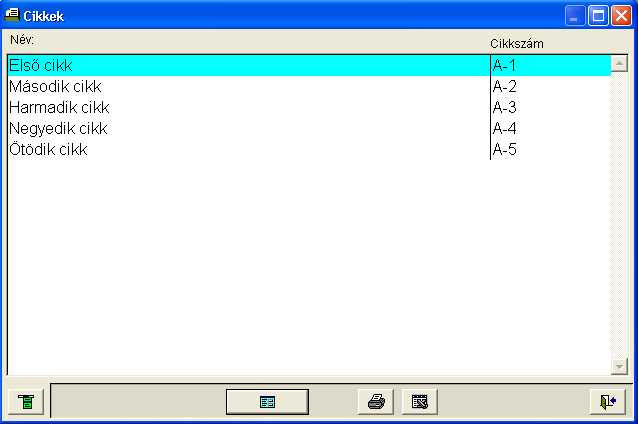 Cikkek
Név: Cikkszám
Első cikk A-1
Második cikk A-2
Harmadik cikk A-3
Negyedik cikk A-4
Ötödik cikk A-5